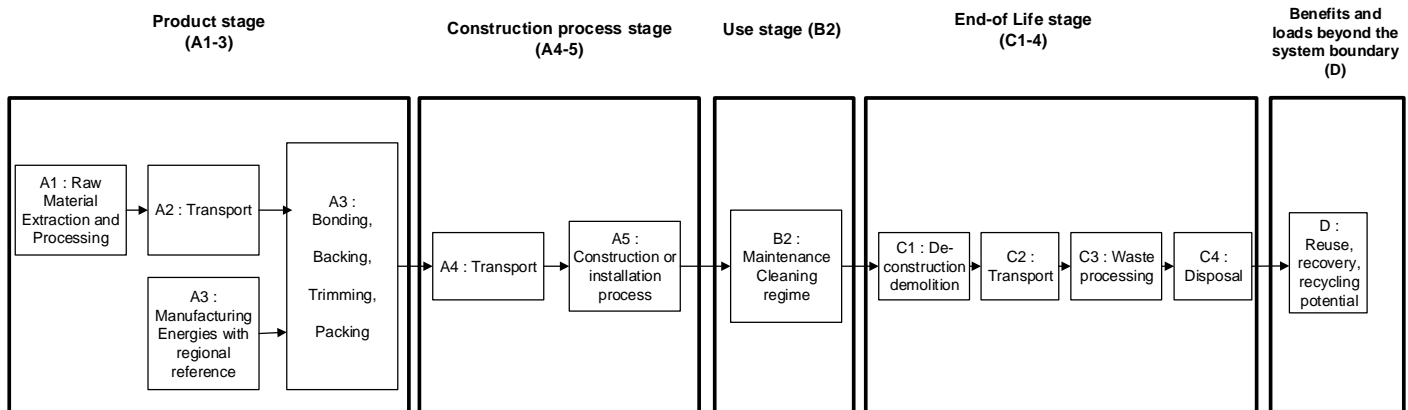 Product stage
(A1-3)
Construction process stage
(A4-5)
Use stage (B2)
End-of Life stage
(C1-4)
Benefits and
loads beyond the
system boundary
(D)
A1 : Raw
Material
Extraction and
Processing
A2 : Transport
A3 :
Manufacturing
Energies with
regional
reference
A3 :
Bonding,
Backing,
Trimming,
Packing
A4 : Transport
A5 :
Construction or
installation
process
B2 :
Maintenance
Cleaning
regime
C1 : De-
construction
demolition
C2 :
Transport
C3 : Waste
processing
C4 :
Disposal
D :
Reuse,
recovery,
recycling
potential